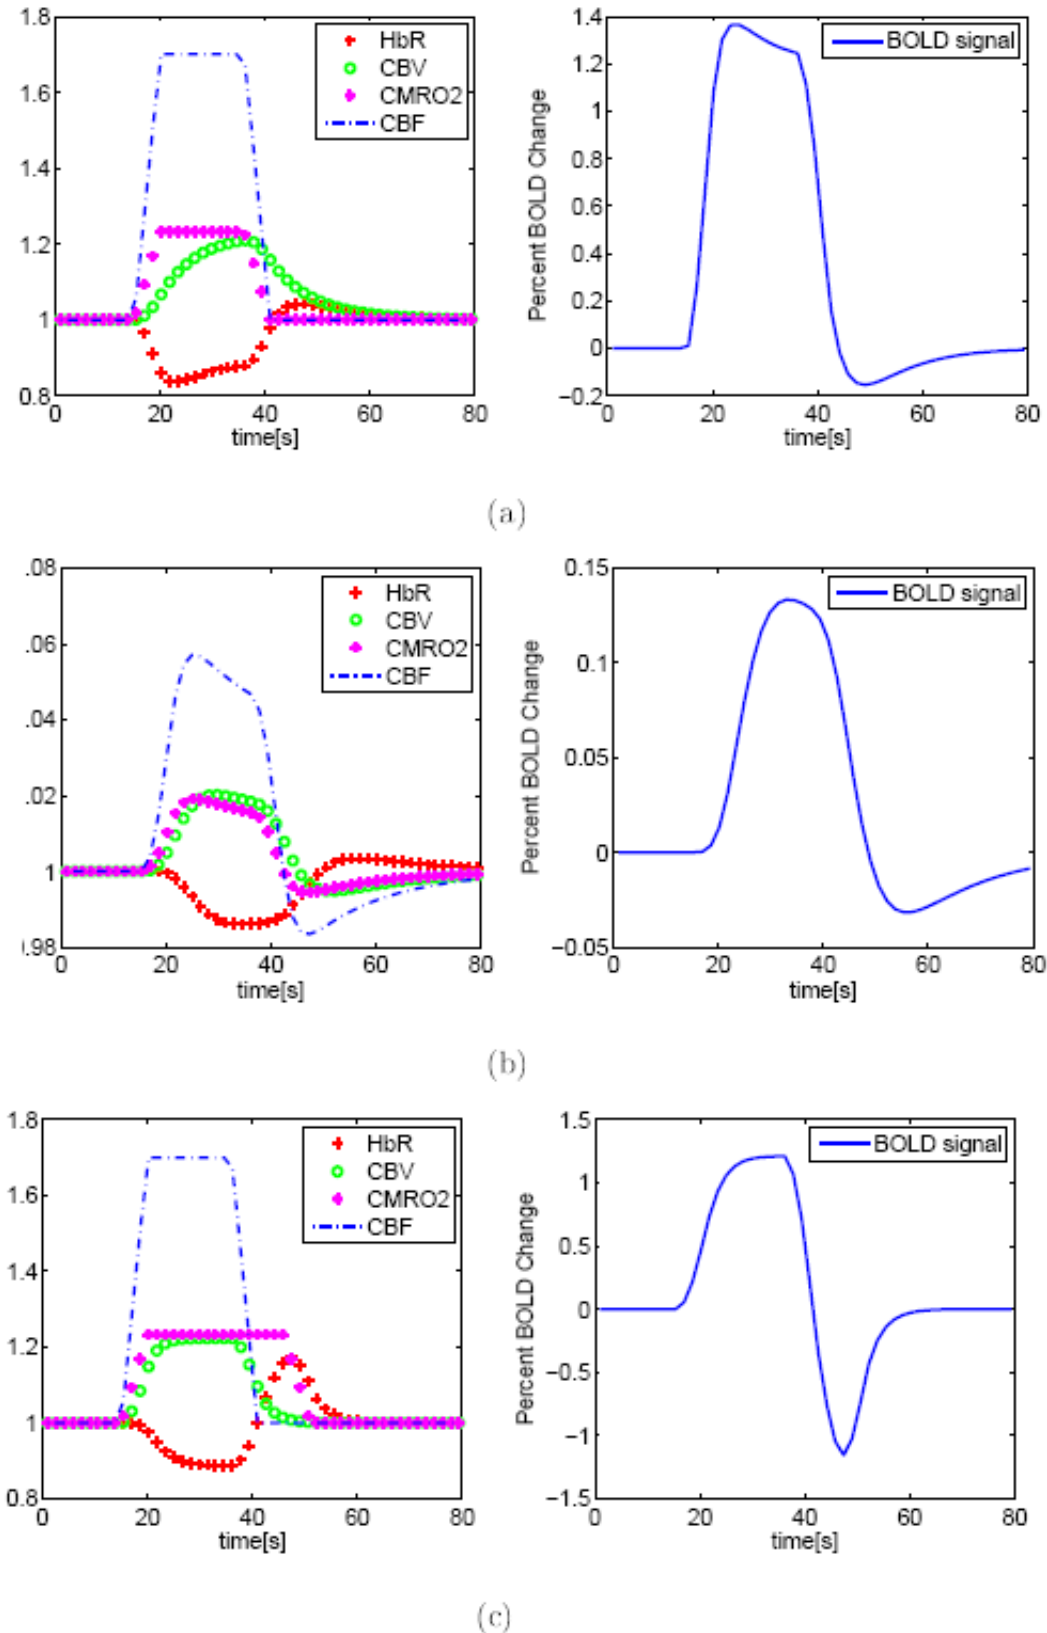 1.8
1.6
1.4
1.2
1
0.8
0 20 40 60 80
time[s]
HbR
CBV
CMRO2
CBF
1.4
1.2
1
0.8
0.6
0.4
0.2
0
−0.2
0 20 40 60 80
time[s]
Percent BOLD Change
BOLD signal
(a)
.08
.06
.04
.02
1
).98
0 20 40 60 80
time[s]
HbR
CBV
CMRO2
CBF
0.15
0.1
0.05
0
−0.05
0 20 40 60 80
time[s]
Percent BOLD Change
BOLD signal
(b)
1.8
1.6
1.4
1.2
1
0.8
0 20 40 60 80
time[s]
HbR
CBV
CMRO2
CBF
1.5
1
0.5
0
−0.5
−1
−1.5
0 20 40 60 80
time[s]
Percent BOLD Change
BOLD signal
(c)